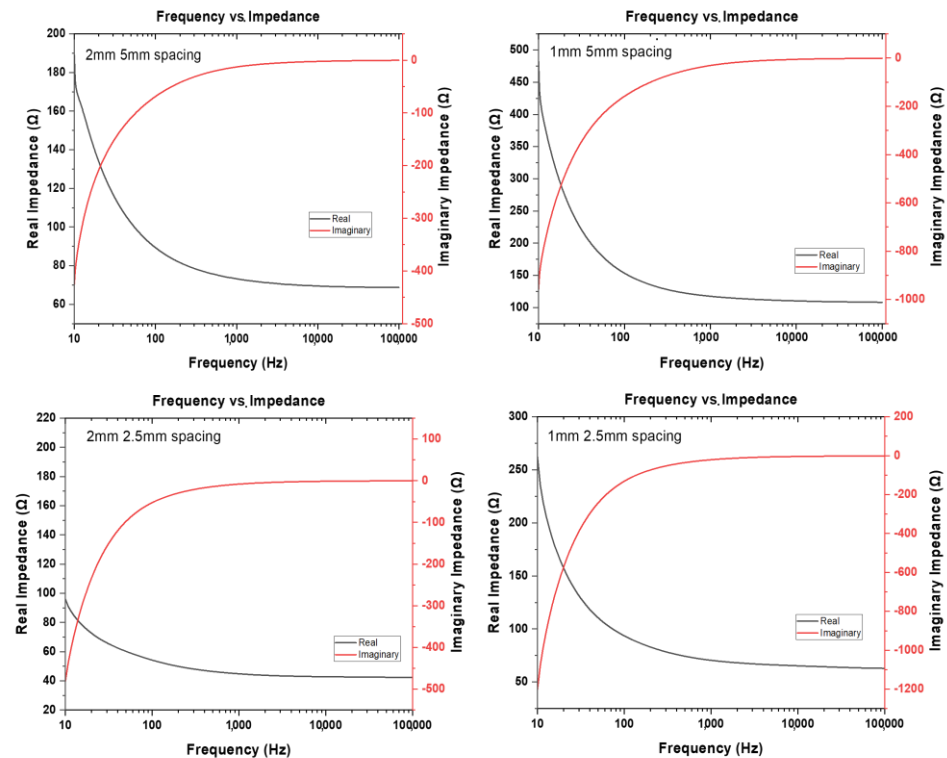 Frequency vs. Impedance
2mm 5mm spacing
Real Impedance (Ω)
200
180
160
140
120
100
80
60
0
-100
-200
-300
-400
-500
Imaginary Impedance (Ω)
Real
Imaginary
10
100
1,000
10,000
100,000
Frequency (Hz)
Frequency vs. Impedance
1mm 5mm spacing
Real Impedance (Ω)
500
450
400
350
300
250
200
150
100
0
-200
-400
-600
-800
-1000
Imaginary Impedance (Ω)
Real
Imaginary
10
100
1,000
10,000
100,000
Frequency (Hz)
Frequency vs. Impedance
2mm 2.5mm spacing
Real Impedance (Ω)
220
200
180
160
140
120
100
80
60
40
20
100
0
-100
-200
-300
-400
-500
Imaginary Impedance (Ω)
Real
Imaginary
10
100
1,000
10,000
100,000
Frequency (Hz)
Frequency vs. Impedance
1mm 2.5mm spacing
Real Impedance (Ω)
300
250
200
150
100
50
200
0
-200
-400
-600
-800
-1000
-1200
Imaginary Impedance (Ω)
Real
Imaginary
10
100
1,000
10,000
100,000
Frequency (Hz)